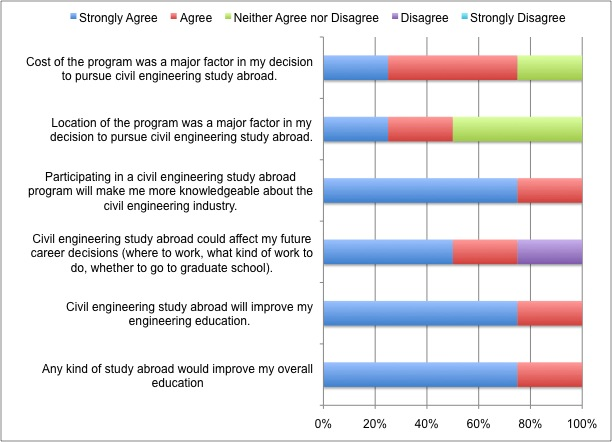 Strongly Agree Agree Neither Agree nor Disagree Disagree Strongly Disagree
Cost of the program was a major factor in my decision
to pursue civil engineering study abroad.
Location of the program was a major factor in my
decision to pursue civil engineering study abroad.
Participating in a civil engineering study abroad
program will make me more knowledgeable about the
civil engineering industry.
Civil engineering study abroad could affect my future
career decisions (where to work, what kind of work to
do, whether to go to graduate school).
Civil engineering study abroad will improve my
engineering education.
Any kind of study abroad would improve my overall
education
0% 20% 40% 60% 80% 100%